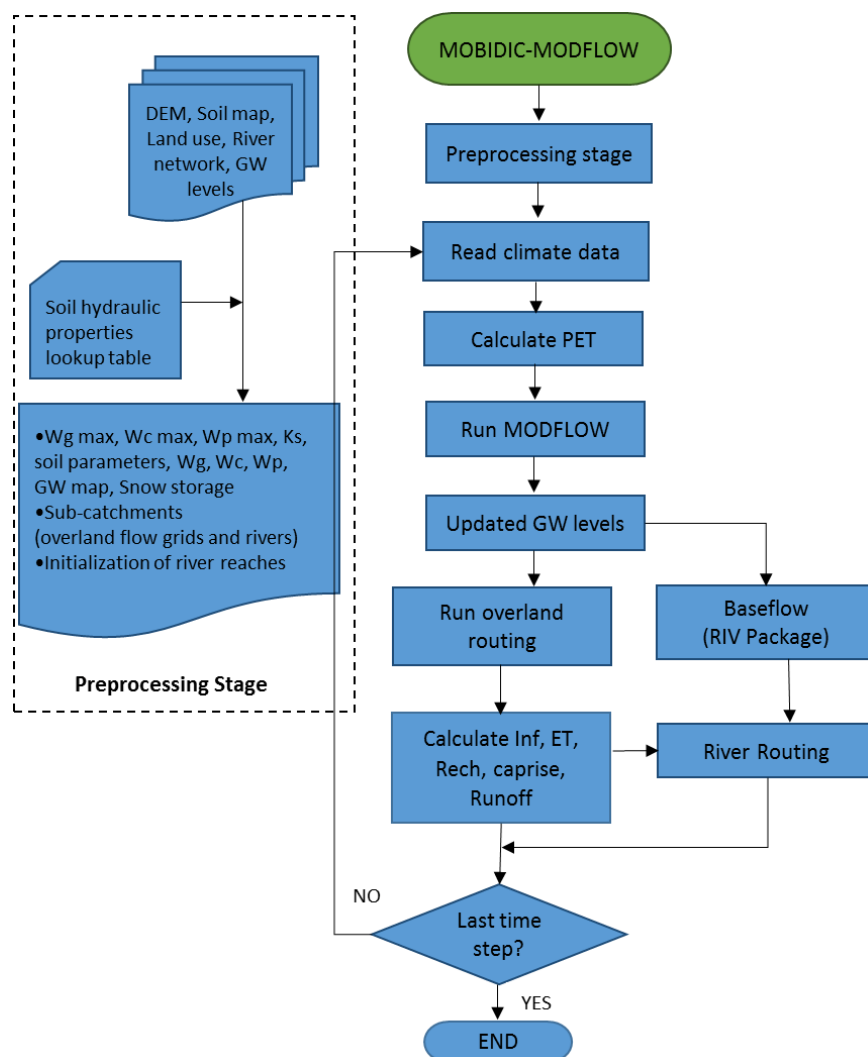 MOBIDIC-MODFLOW
Preprocessing stage
Read climate data
Calculate PET
Run MODFLOW
Updated GW levels
Run overland
routing
Baseflow
(RIV Package)
Calculate Inf, ET,
Rech, caprise,
Runoff
River Routing
Last time
step?
NO
YES
END
DEM, Soil map,
Land use, River
network, GW
levels
Soil hydraulic
properties
lookup table
•Wg max, Wc max, Wp max, Ks,
soil parameters, Wg, Wc, Wp,
GW map, Snow storage
•Sub-catchments
(overland flow grids and rivers)
•Initialization of river reaches
Preprocessing Stage